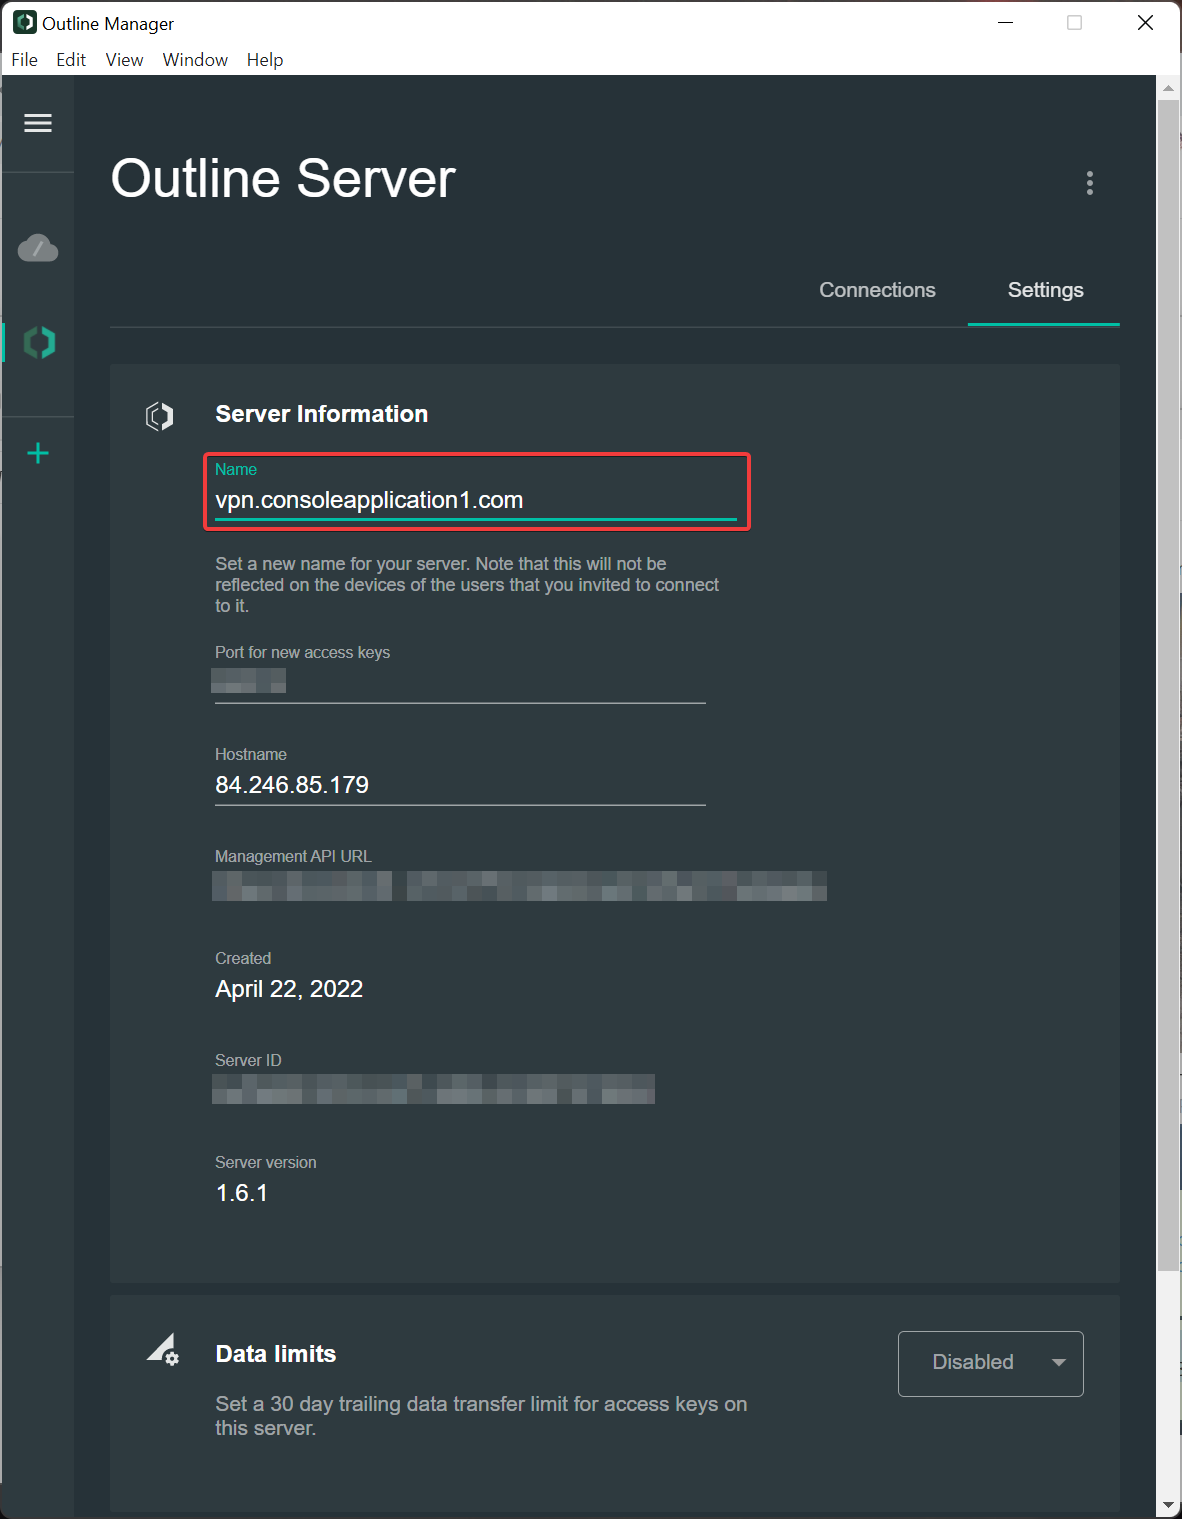 Outline Manager
File Edit View Window Help
Outline Server
Connections Settings
Server Information
Name
vpn.consoleapplication1.com
Set a new name for your server. Note that this will not be
reflected on the devices of the users that you invited to connect
to it.
Port for new access keys
Hostname
84.246.85.179
Management API URL
Created
April 22, 2022
Server ID
Server version
1.6.1
Data limits
Disabled
Set a 30 day trailing data transfer limit for access keys on
this server.